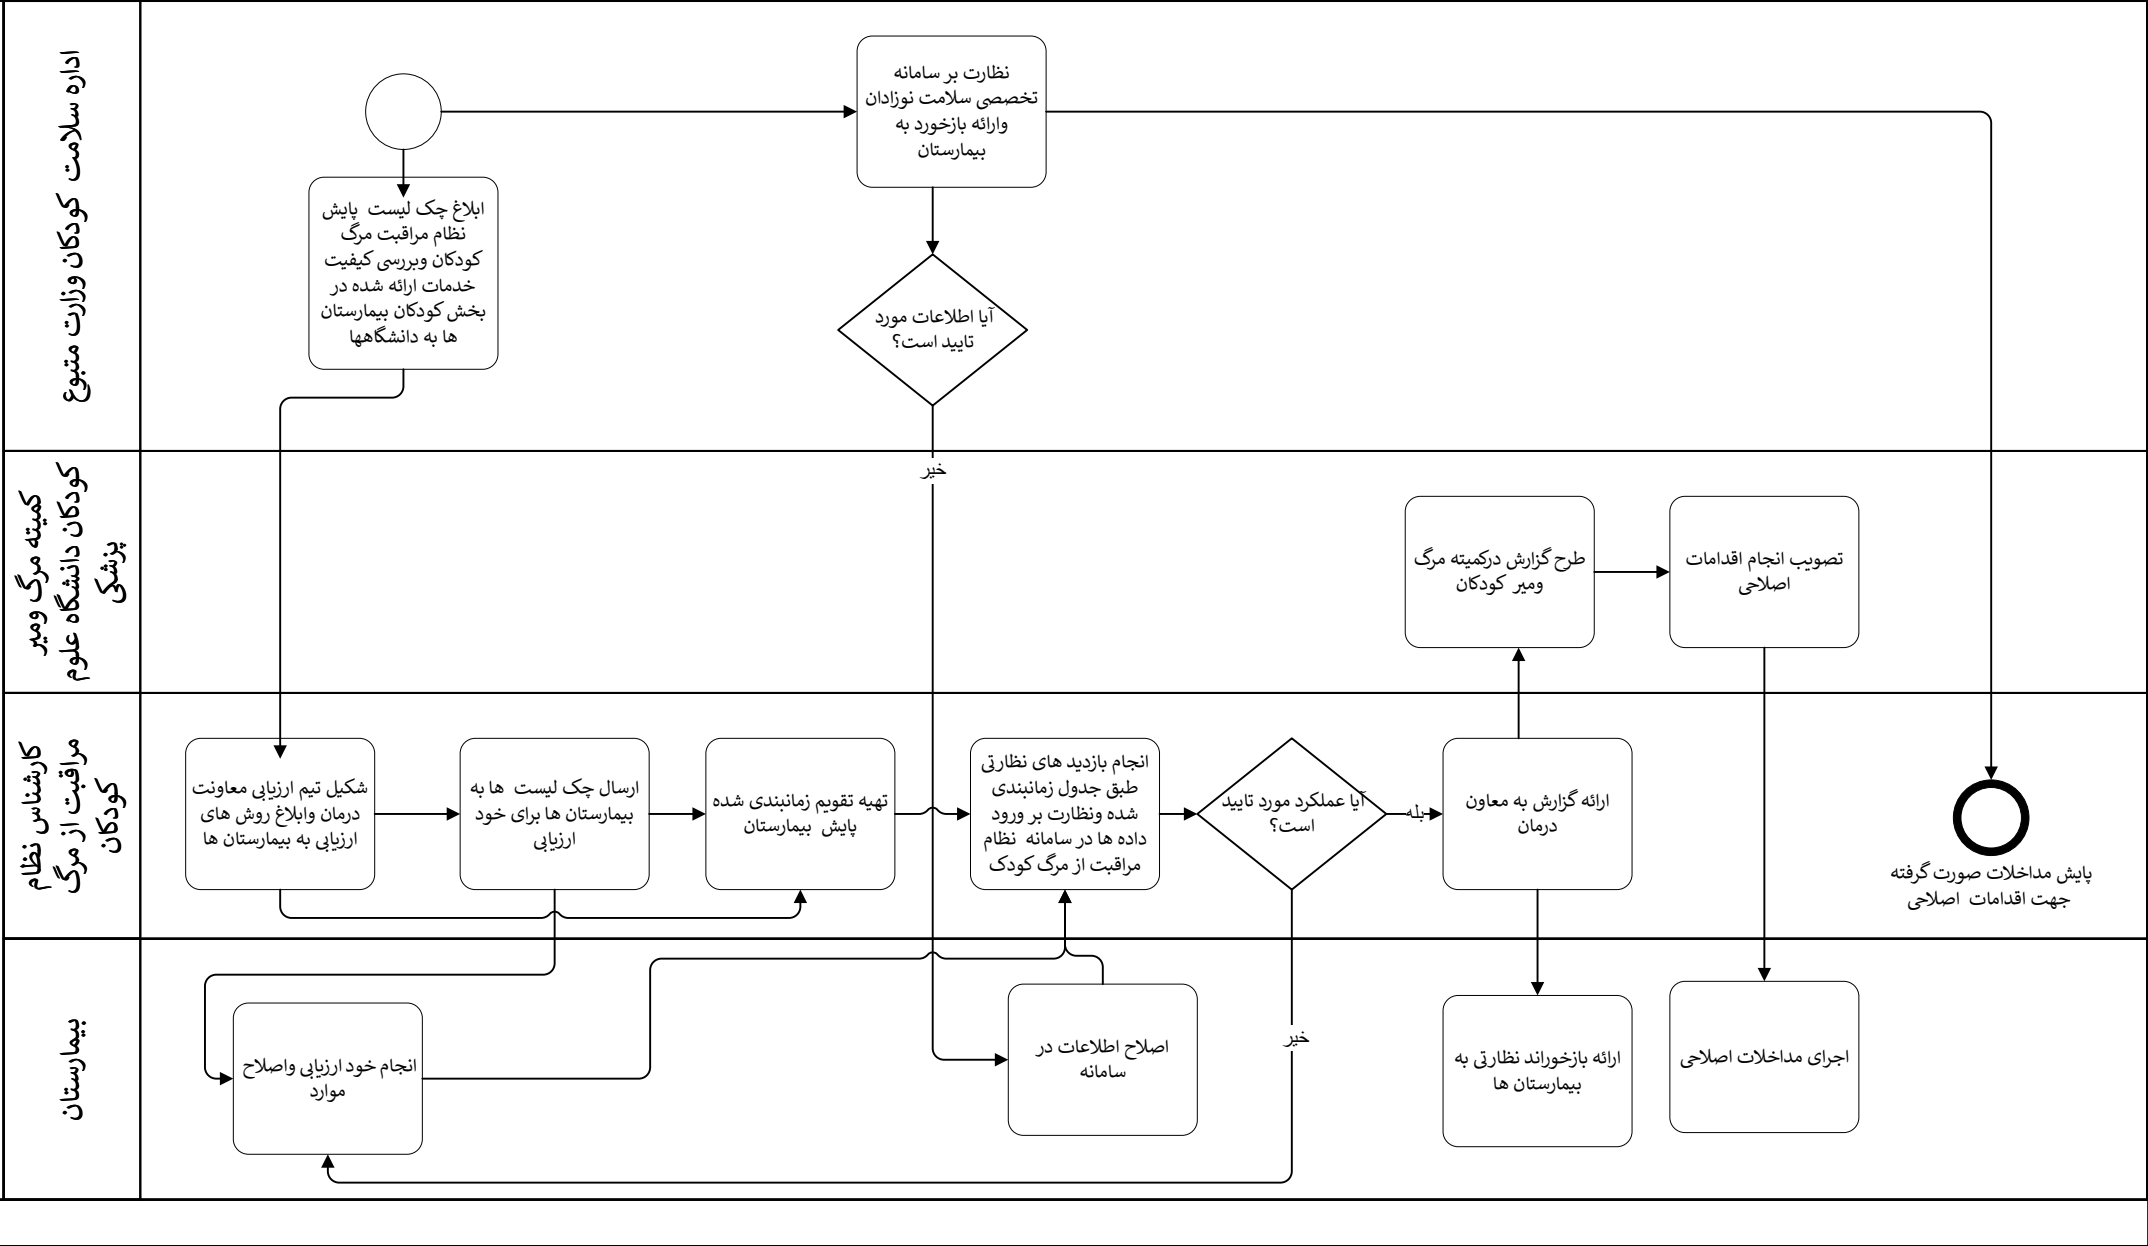 اداره سلامت کودکان وزارت متبوع
نظارت بر سامانه
تخصصی سلامت نوزادان
وارائه بازخورد به
بیمارستان
ابلاغ چک لیست پایش
نظام مراقبت مرگ
کودکان وبررسی کیفیت
خدمات ارائه شده در
بخش کودکان بیمارستان
ها به دانشگاهها
آیا اطلاعات مورد
تایید است؟
خیر
کمیته مرگ ومیر
کودکان دانشگاه علوم
پزشکی
طرح گزارش درکمیته مرگ
ومیر کودکان
تصویب انجام اقدامات
اصلاحی
کارشناس نظام
مراقبت از مرگ
کودکان
شکیل تیم ارزیابی معاونت
درمان وابلاغ روش های
ارزیابی به بیمارستان ها
ارسال چک لیست ها به
بیمارستان ها برای خود
ارزیابی
تهیه تقویم زمانبندی شده
پایش بیمارستان
انجام بازدید های نظارتی
طبق جدول زمانبندی
شده ونظارت بر ورود
داده ها در سامانه نظام
مراقبت از مرگ کودک
آیا عملکرد مورد تایید
است؟
بله
ارائه گزارش به معاون
درمان
پایش مداخلات صورت گرفته
جهت اقدامات اصلاحی
بیمارستان
انجام خود ارزیابی واصلاح
موارد
اصلاح اطلاعات در
سامانه
خیر
ارائه بازخوراند نظارتی به
بیمارستان ها
اجرای مداخلات اصلاحی